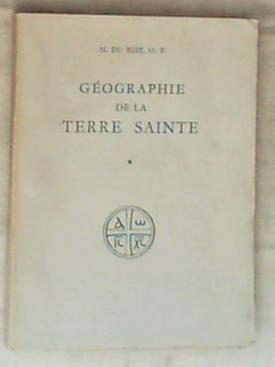 M. DU BUIT, O. P.
GÉOGRAPHIE
DE LA
TERRE SAINTE
*